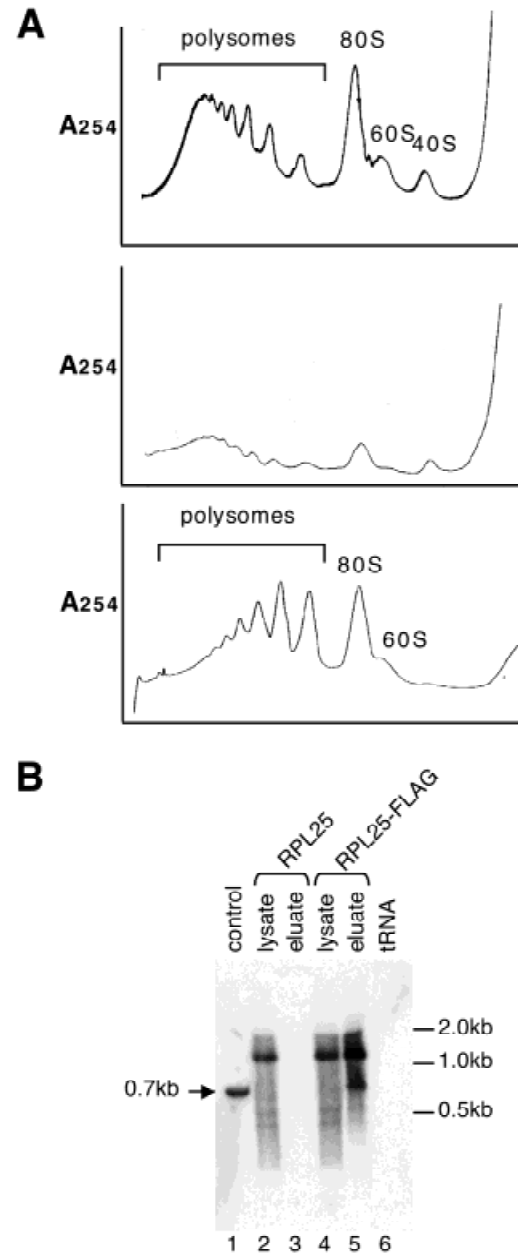 A
polysomes
80S
60S 40S
A254
A254
polysomes
80S
60S
A254
B
RPL25
RPL25-FLAG
control
lysate
eluate
lysate
eluate
tRNA
2.0kb
1.0kb
0.7kb
0.5kb
1 2 3 4 5 6